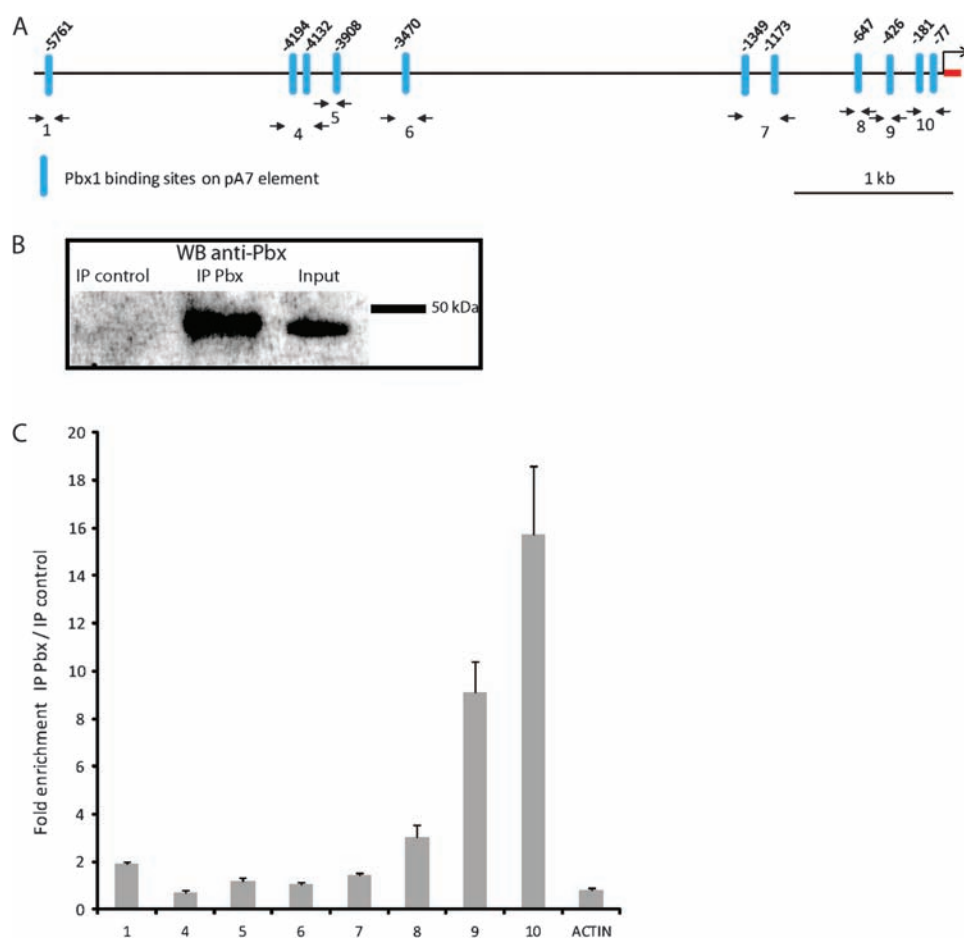 A
-5761 -4194 -4132 -3908 -3470 -1349 -1173 -647 -426 -181 -77
1 4 5 6 7 8 9 10
Pbx1 binding sites on pA7 element
1 kb
B
WB anti-Pbx
IP control IP Pbx Input
50 kDa
C
Fold enrichment IP Pbx / IP control
20
18
16
14
12
10
8
6
4
2
0
1 4 5 6 7 8 9 10 ACTIN